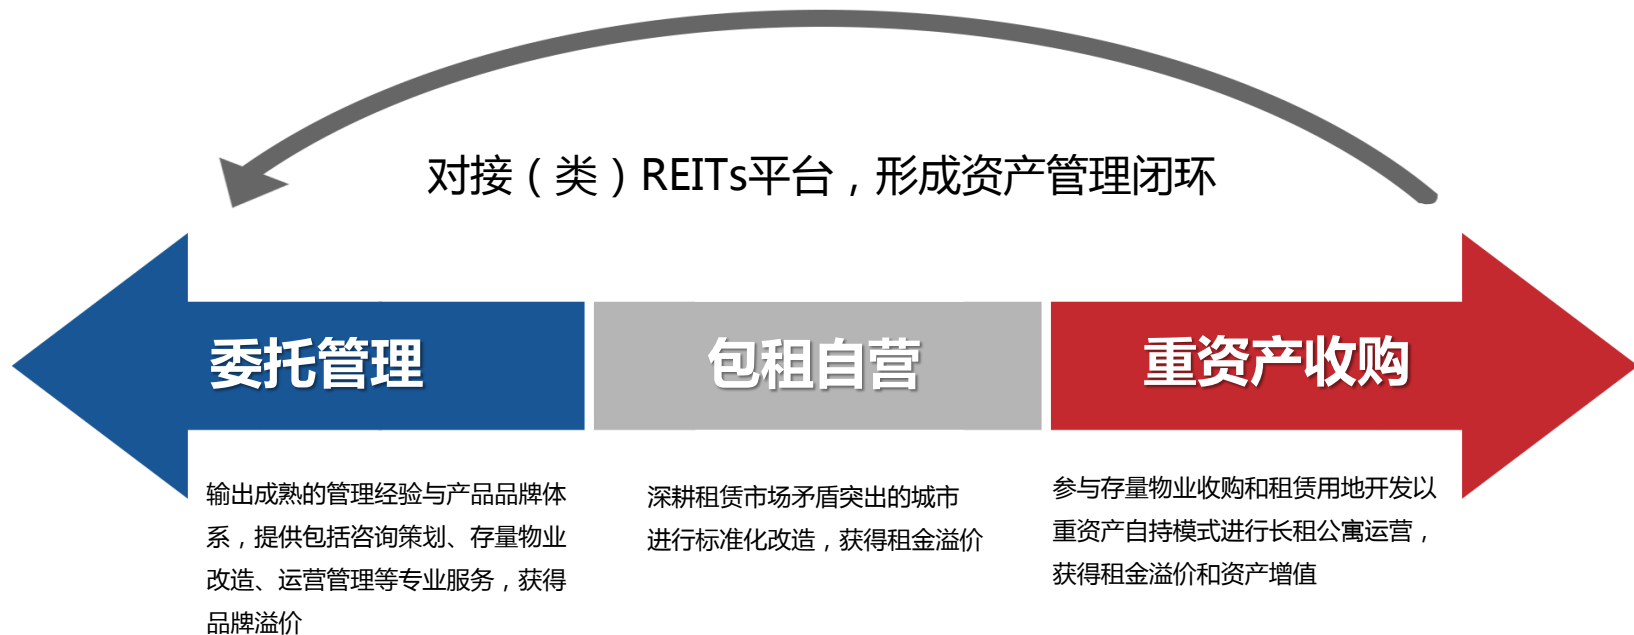 对接（类）REITs平台，形成资产管理闭环
委托管理
包租自营
重资产收购
输出成熟的管理经验与产品品牌体
系，提供包括咨询策划、存量物业
改造、运营管理等专业服务，获得
品牌溢价
深耕租赁市场矛盾突出的城市
进行标准化改造，获得租金溢价
参与存量物业收购和租赁用地开发以
重资产自持模式进行长租公寓运营，
获得租金溢价和资产增值